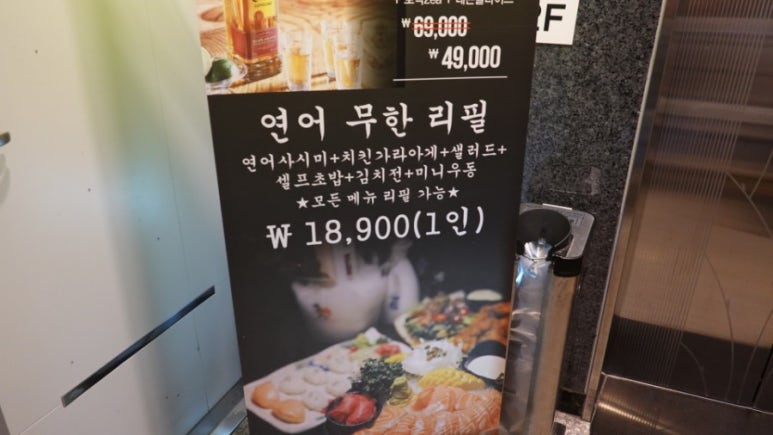 ₩ 69,000
₩ 49,000
2F
연어 무한 리필
연어사시미+치킨가라아게+샐러드+
셀프초밥+김치전+미니우동
★모든 메뉴 리필 가능★
₩ 18,900(1인)